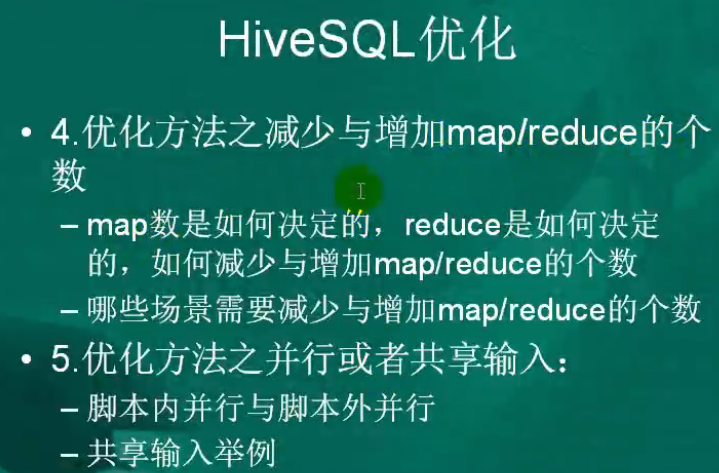 HiveSQL优化
• 4.优化方法之减少与增加map/reduce的个
数
– map数是如何决定的，reduce是如何决定
的，如何减少与增加map/reduce的个数
– 哪些场景需要减少与增加map/reduce的个数
• 5.优化方法之并行或者共享输入：
– 脚本内并行与脚本外并行
– 共享输入举例